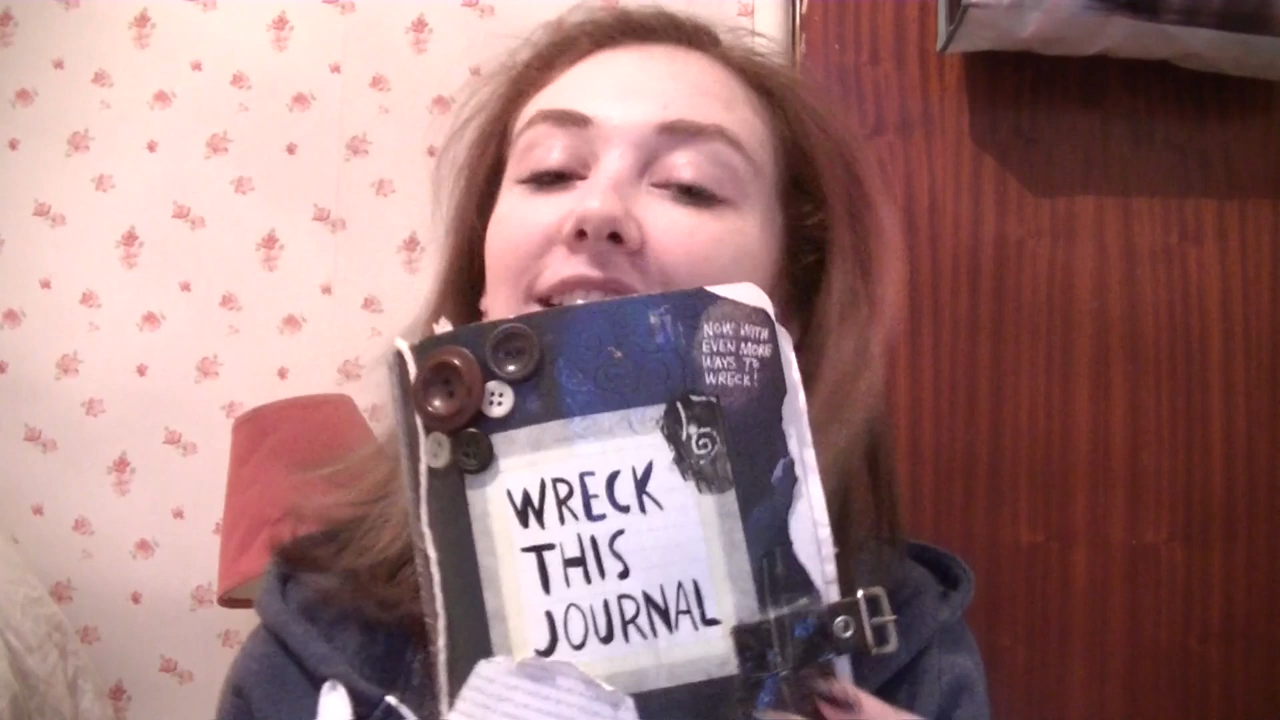 NOW WITH
EVEN MORE
WAYS TO
WRECK!
WRECK
THIS
JOURNAL